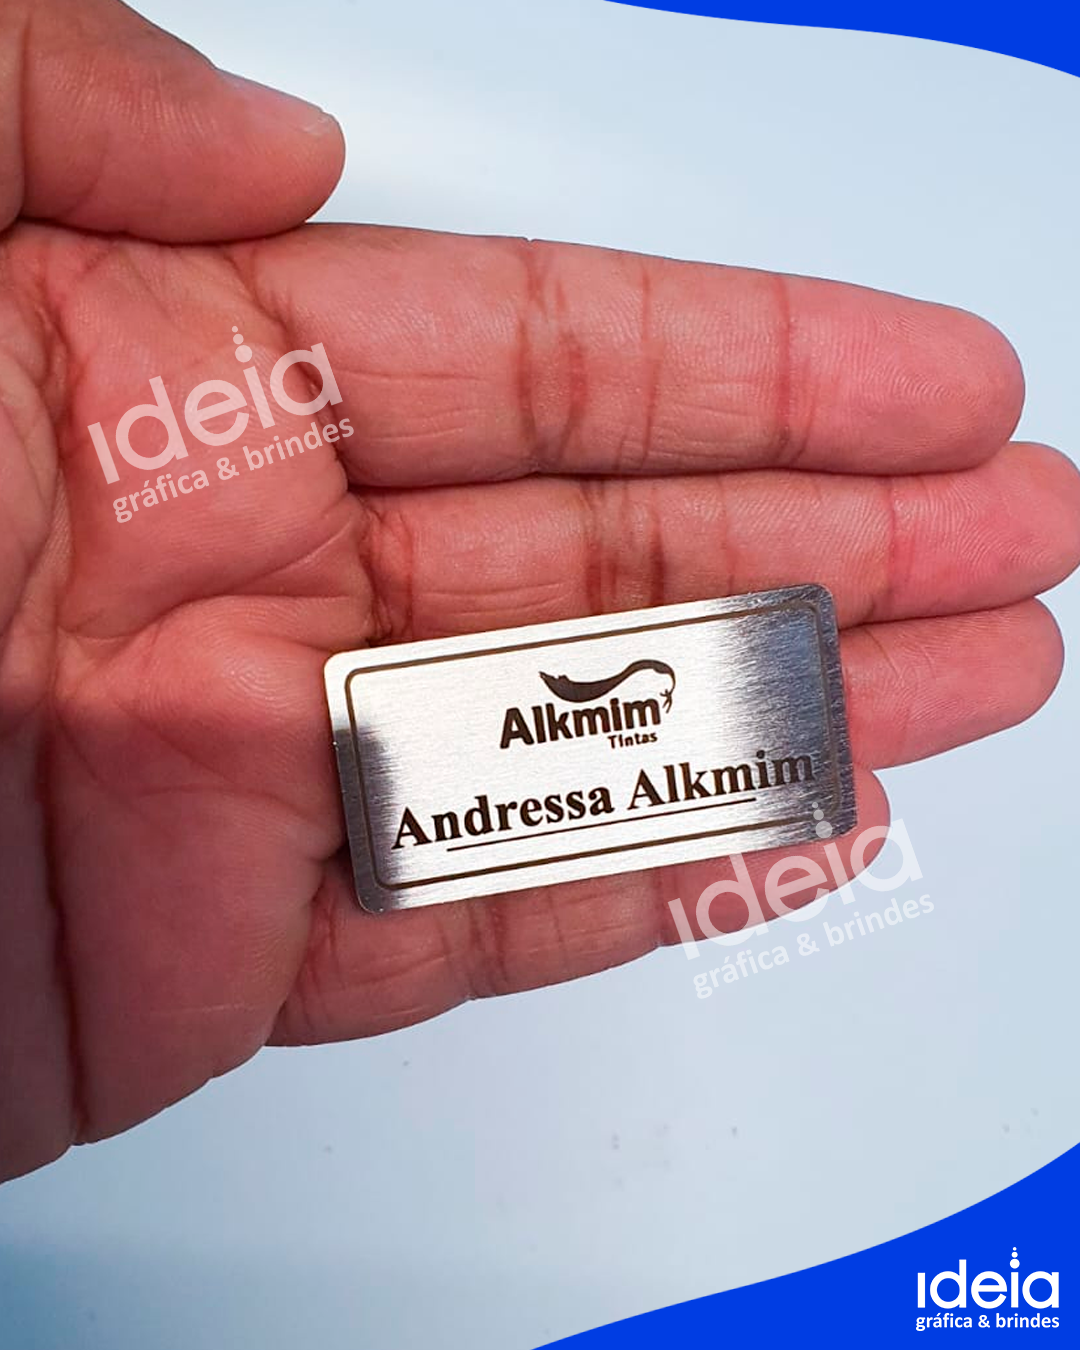 ideia
gráfica & brindes
Alkmim
Tintas
Andressa Alkmim
ideia
gráfica & brindes
ideia
gráfica & brindes